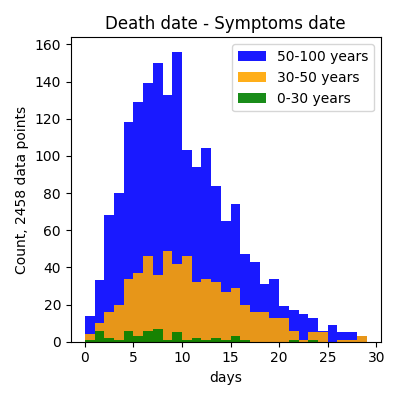 Death date - Symptoms date
50-100 years
30-50 years
0-30 years
Count, 2458 data points
160
140
120
100
80
60
40
20
0
0 5 10 15 20 25 30
days